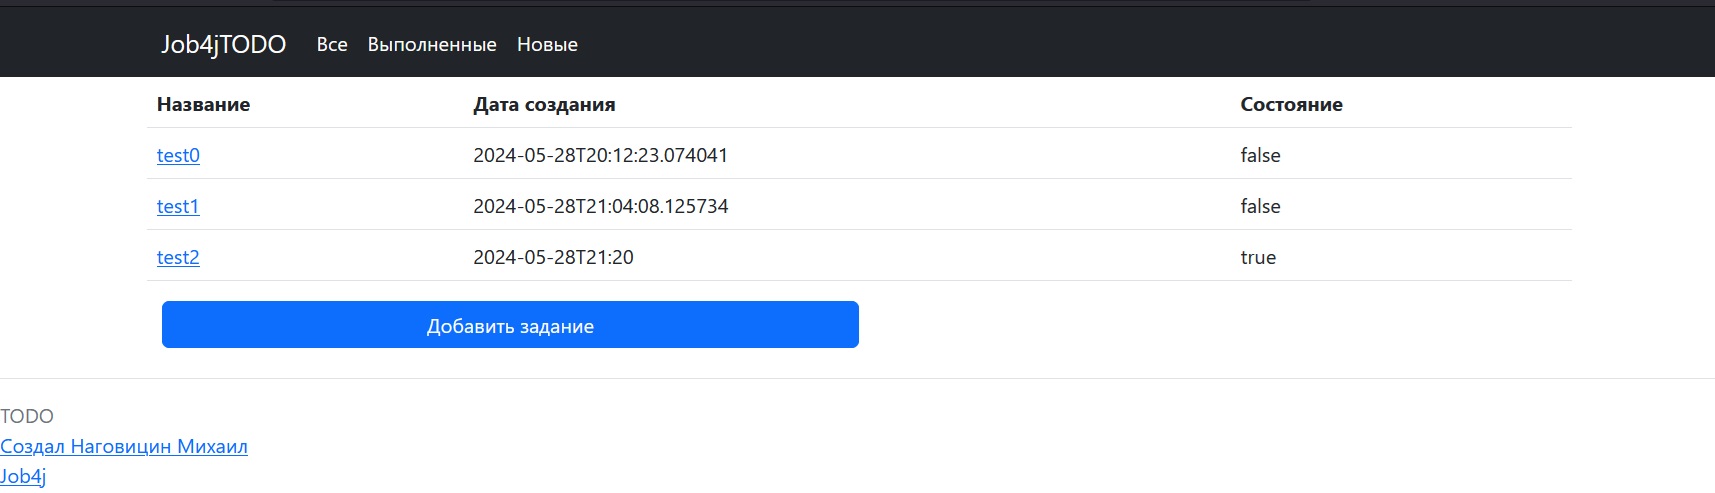 Job4jTODO Все Выполненные Новые
Название Дата создания Состояние
test0 2024-05-28T20:12:23.074041 false
test1 2024-05-28T21:04:08.125734 false
test2 2024-05-28T21:20 true
Добавить задание
TODO
Создал Наговицин Михаил
Job4j